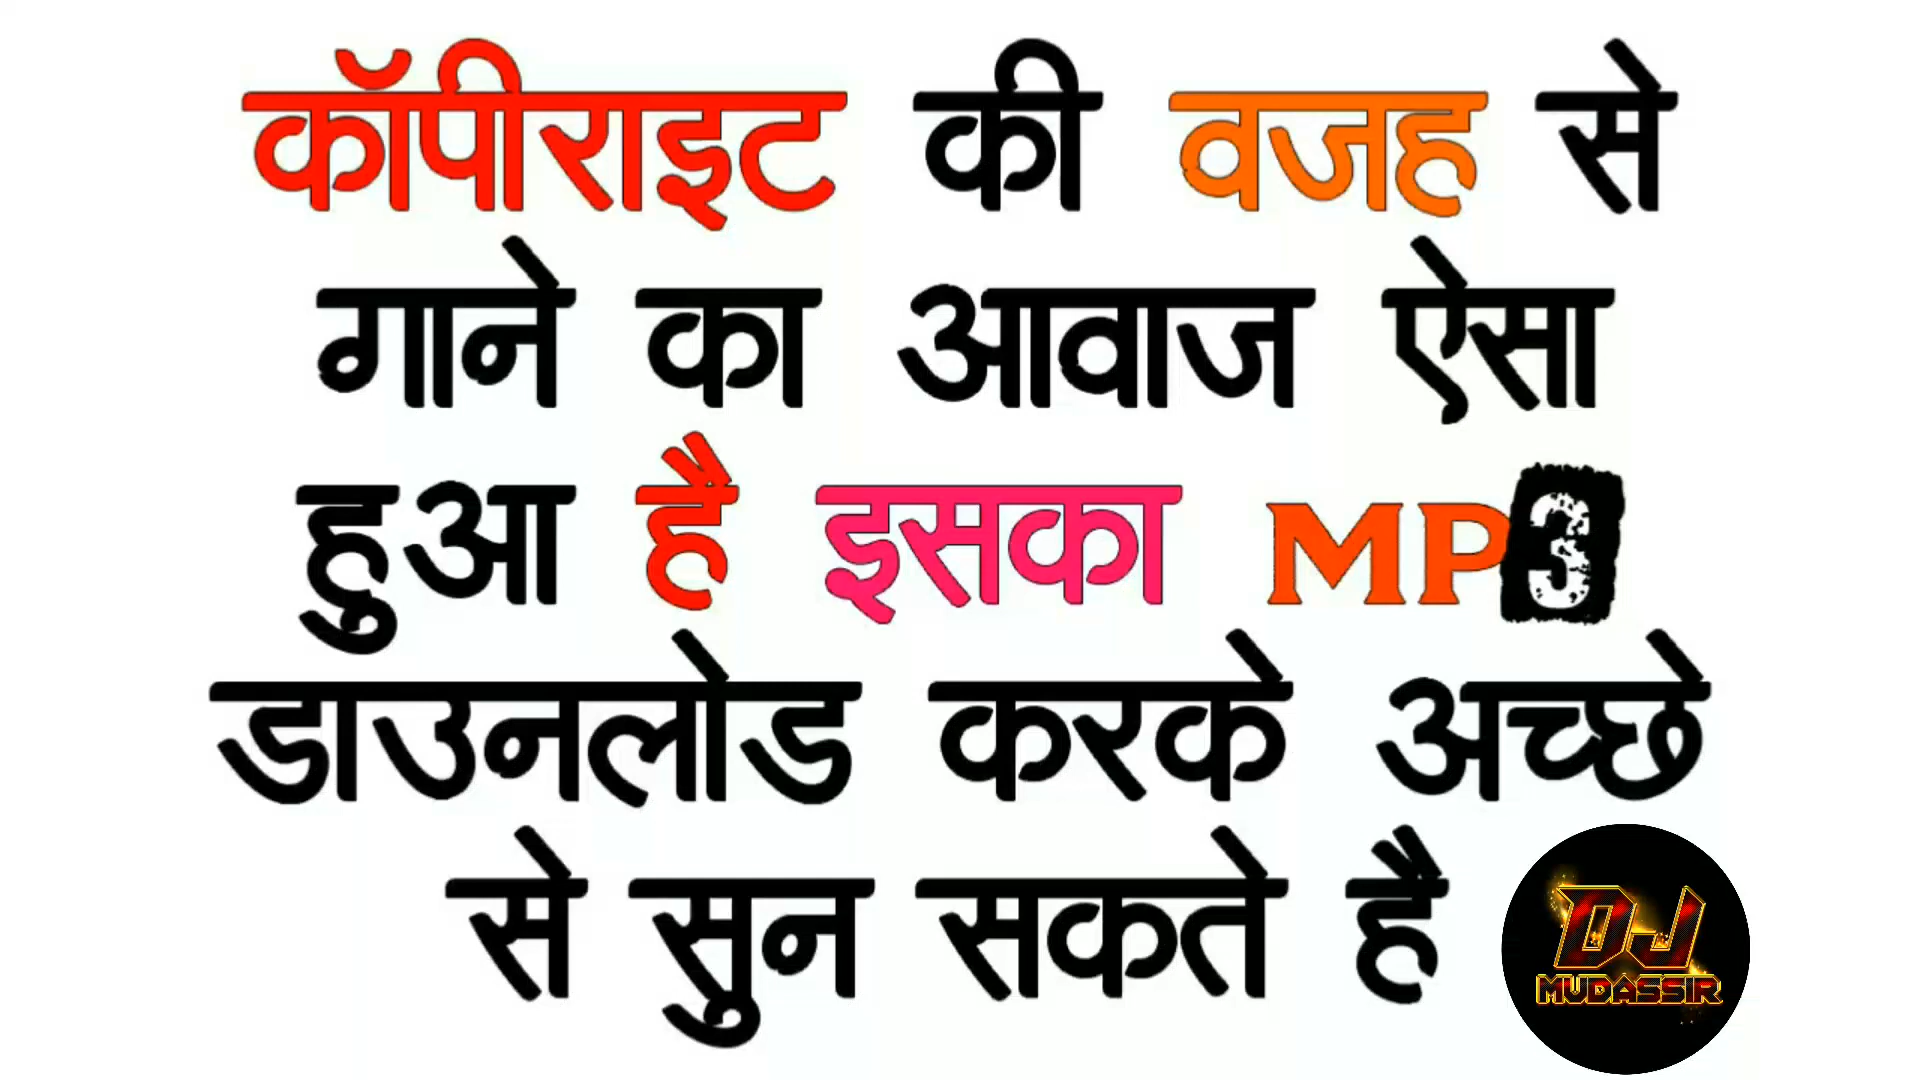 कॉपीराइट की वजह से
गाने का आवाज ऐसा
हुआ है इसका MP3
डाउनलोड करके अच्छे
से सुन सकते है
DJ
MUDASSIR